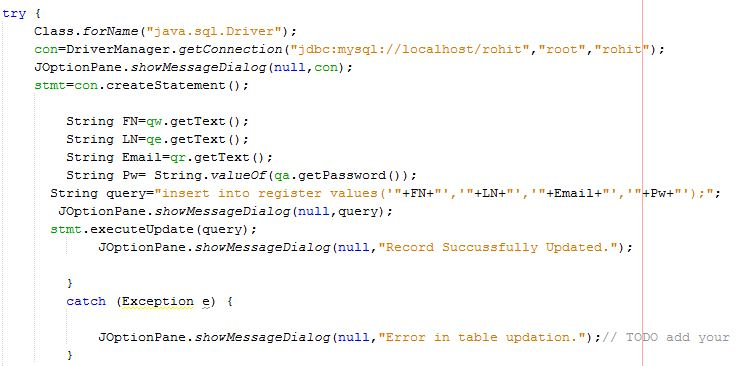 try {
Class.forName("java.sql.Driver");
con=DriverManager.getConnection("jdbc:mysql://localhost/rohit","root","rohit");
JOptionPane.showMessageDialog(null,con);
stmt=con.createStatement();
String FN=qw.getText();
String LN=qe.getText();
String Email=qr.getText();
String Pw= String.valueOf(qa.getPassword());
String query="insert into register values('"+FN+"','"+LN+"','"+Email+"','"+Pw+"');";
JOptionPane.showMessageDialog(null,query);
stmt.executeUpdate(query);
JOptionPane.showMessageDialog(null,"Record Succussfully Updated.");
}
catch (Exception e) {
JOptionPane.showMessageDialog(null,"Error in table updation.");// TODO add your
}